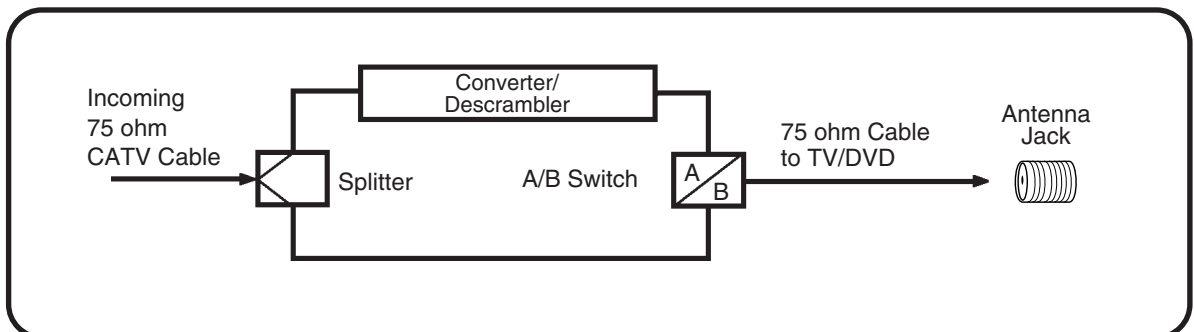 Incoming
75 ohm
CATV Cable
Splitter
Converter/
Descrambler
A/B Switch
A
B
75 ohm Cable
to TV/DVD
Antenna
Jack